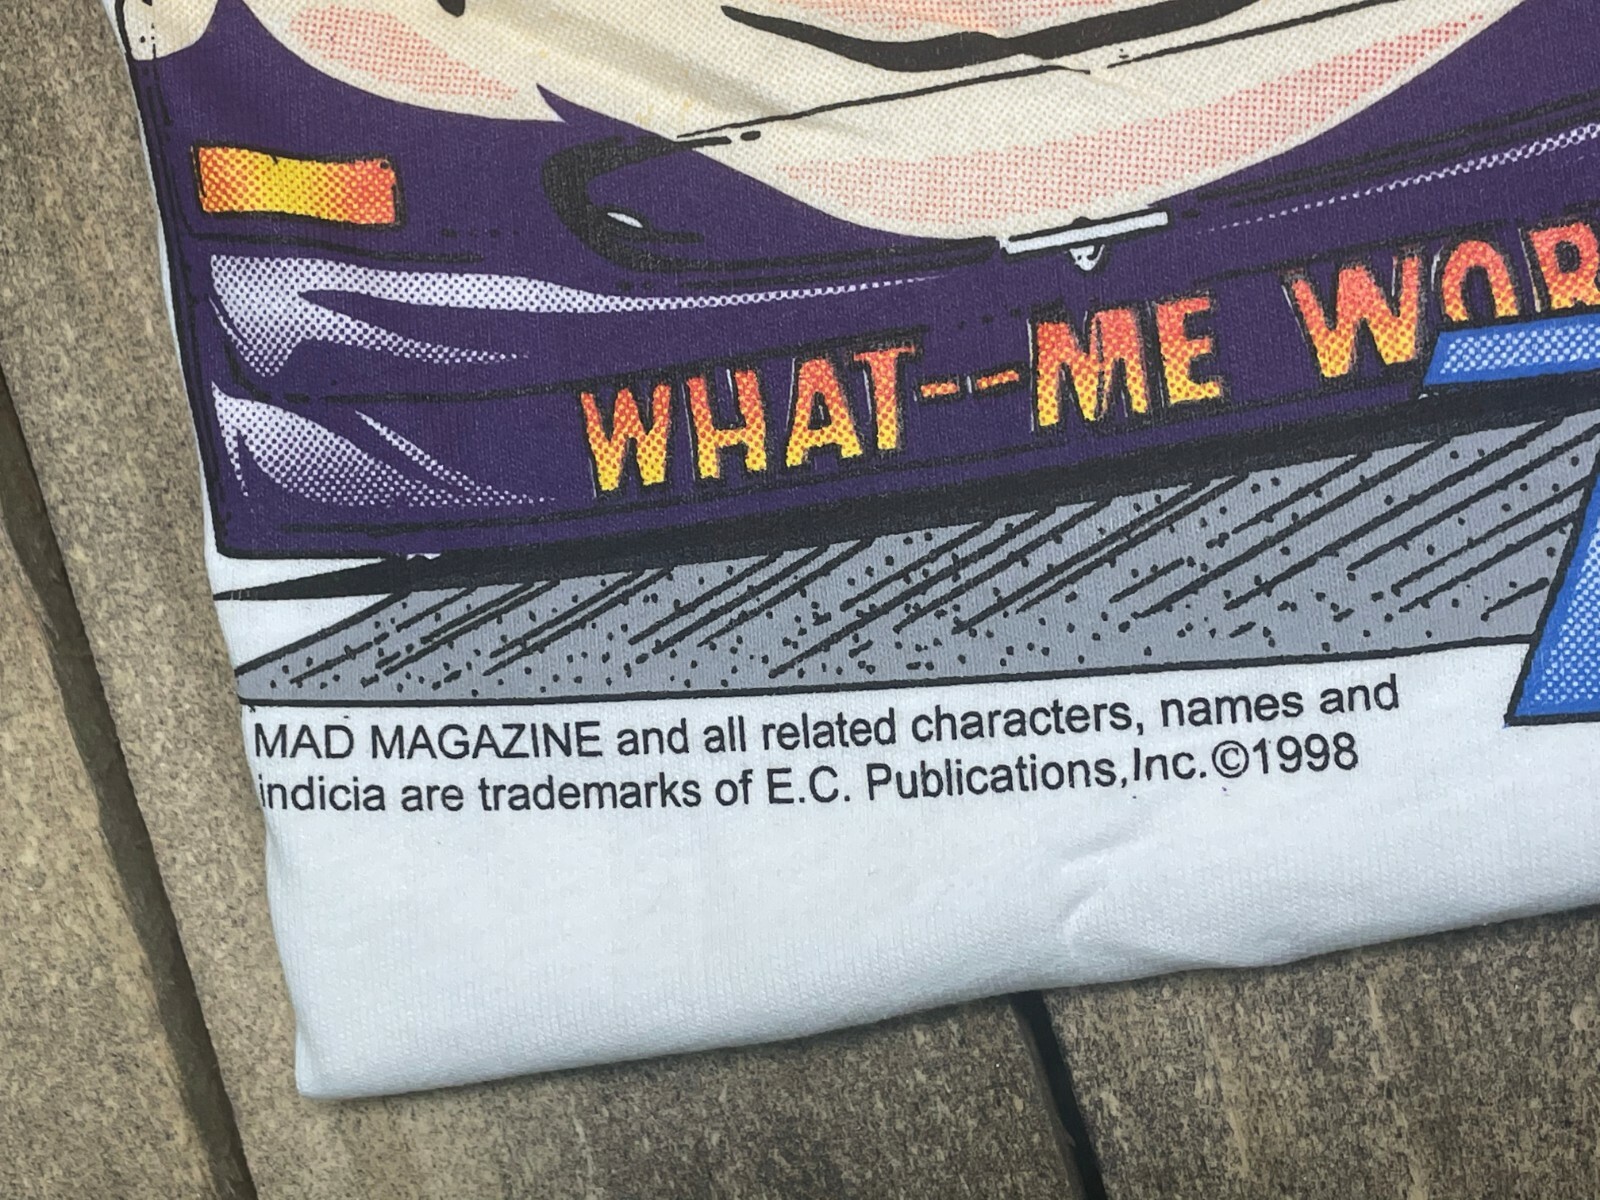 WHAT--ME WOR
MAD MAGAZINE and all related characters, names and
indicia are trademarks of E.C. Publications,Inc.©1998